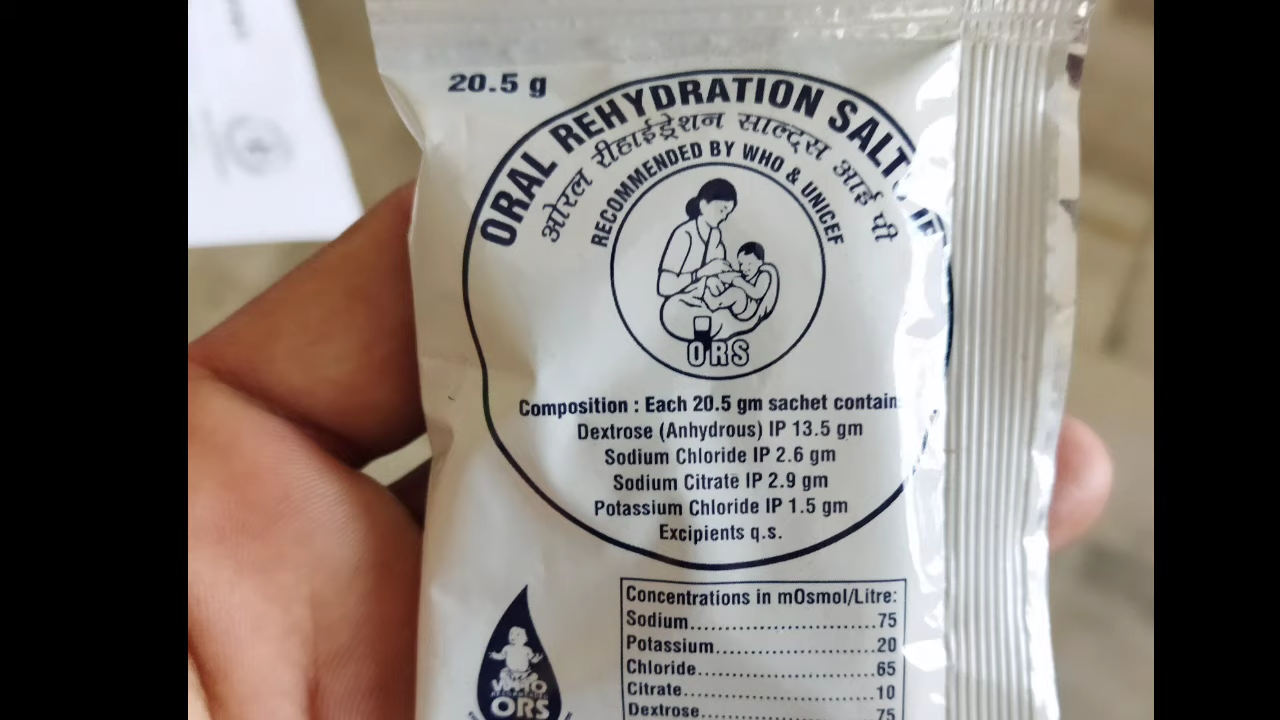 20.5 g
ORAL REHYDRATION SALTS
ओरल रीहाईड्रेशन साल्ट्स आई पी
RECOMMENDED BY WHO & UNICEF
ORS
Composition : Each 20.5 gm sachet contain
Dextrose (Anhydrous) IP 13.5 gm
Sodium Chloride IP 2.6 gm
Sodium Citrate IP 2.9 gm
Potassium Chloride IP 1.5 gm
Excipients q.s.
Concentrations in mOsmol/Litre:
Sodium..............................75
Potassium..........................20
Chloride.............................65
Citrate...............................10
Dextrose............................75
WHO
ORS